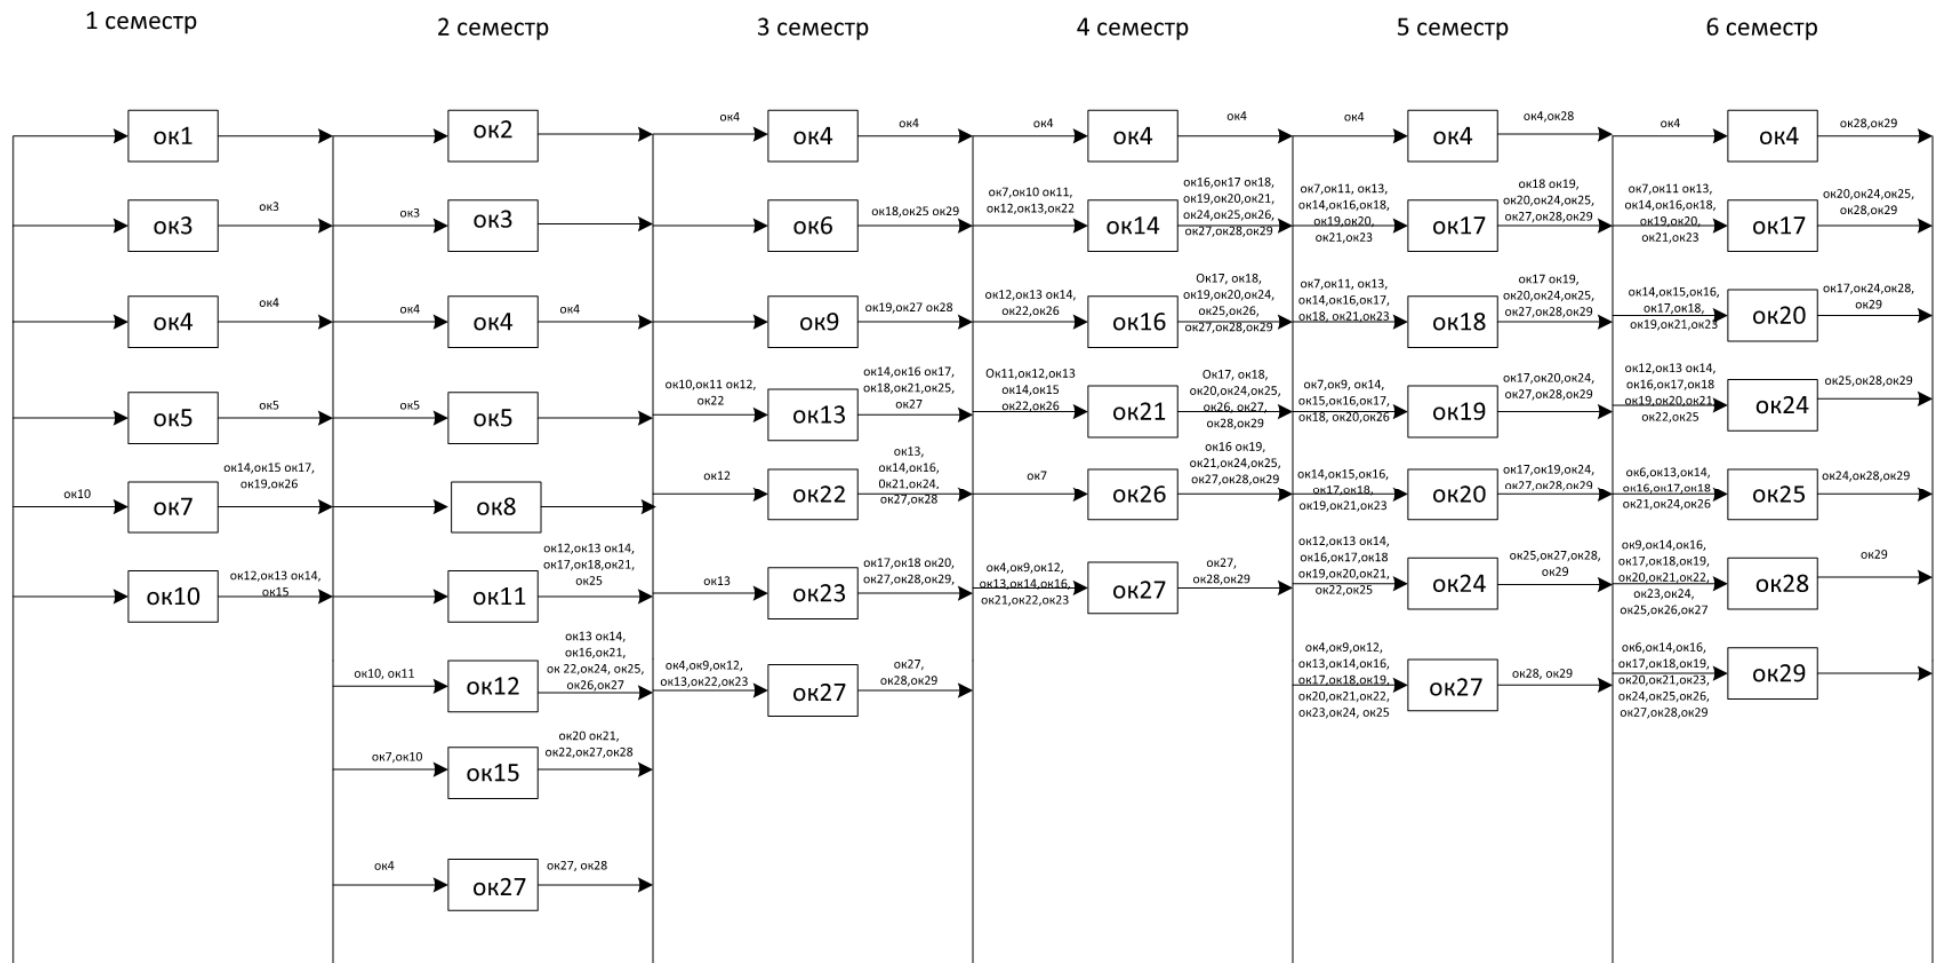 1 семестр
2 семестр
3 семестр
4 семестр
5 семестр
6 семестр
ок1
ок3
ок3
ок4
ок4
ок5
ок5
ок10
ок7
ок14,ок15 ок17,
ок19,ок26
ок10
ок12,ок13 ок14,
ок15
ок2
ок3
ок3
ок4
ок4
ок4
ок5
ок5
ок8
ок11
ок12,ок13 ок14,
ок17,ок18,ок21,
ок25
ок10, ок11
ок12
ок13 ок14,
ок16,ок21,
ок 22,ок24, ок25,
ок26,ок27
ок7,ок10
ок15
ок20 ок21,
ок22,ок27,ок28
ок4
ок27
ок27, ок28
ок4
ок4
ок4
ок6
ок18,ок25 ок29
ок9
ок19,ок27 ок28
ок10,ок11 ок12,
ок22
ок13
ок14,ок16 ок17,
ок18,ок21,ок25,
ок27
ок12
ок22
ок13,
ок14,ок16,
0к21,ок24,
ок27,ок28
ок13
ок23
ок17,ок18 ок20,
ок27,ок28,ок29,
ок4,ок9,ок12,
ок13,ок22,ок23
ок27
ок27,
ок28,ок29
ок4
ок4
ок4
ок7,ок10 ок11,
ок12,ок13,ок22
ок14
ок16,ок17 ок18,
ок19,ок20,ок21,
ок24,ок25,ок26,
ок27,ок28,ок29
ок12,ок13 ок14,
ок22,ок26
ок16
Ок17, ок18,
ок19,ок20,ок24,
ок25,ок26,
ок27,ок28,ок29
Ок11,ок12,ок13
ок14,ок15
ок22,ок26
ок21
Ок17, ок18,
ок20,ок24,ок25,
ок26, ок27,
ок28,ок29
ок7
ок26
ок16 ок19,
ок21,ок24,ок25,
ок27,ок28,ок29
ок4,ок9,ок12,
ок13,ок14,ок16,
ок21,ок22,ок23
ок27
ок27,
ок28,ок29
ок4
ок4
ок4,ок28
ок7,ок11, ок13,
ок14,ок16,ок18,
ок19,ок20,
ок21,ок23
ок17
ок18 ок19,
ок20,ок24,ок25,
ок27,ок28,ок29
ок7,ок11, ок13,
ок14,ок16,ок17,
ок18, ок21,ок23
ок18
ок17 ок19,
ок20,ок24,ок25,
ок27,ок28,ок29
ок7,ок9, ок14,
ок15,ок16,ок17,
ок18, ок20,ок26
ок19
ок17,ок20,ок24,
ок27,ок28,ок29
ок14,ок15,ок16,
ок17,ок18,
ок19,ок21,ок23
ок20
ок17,ок19,ок24,
ок27,ок28,ок29
ок12,ок13 ок14,
ок16,ок17,ок18
ок19,ок20,ок21,
ок22,ок25
ок24
ок25,ок27,ок28,
ок29
ок4,ок9,ок12,
ок13,ок14,ок16,
ок17,ок18,ок19,
ок20,ок21,ок22,
ок23,ок24, ок25
ок27
ок28, ок29
ок4
ок4
ок28,ок29
ок7,ок11 ок13,
ок14,ок16,ок18,
ок19,ок20,
ок21,ок23
ок17
ок20,ок24,ок25,
ок28,ок29
ок14,ок15,ок16,
ок17,ок18,
ок19,ок21,ок23
ок20
ок17,ок24,ок28,
ок29
ок12,ок13 ок14,
ок16,ок17,ок18
ок19,ок20,ок21,
ок22,ок25
ок24
ок25,ок28,ок29
ок6,ок13,ок14,
ок16,ок17,ок18
ок21,ок24,ок26
ок25
ок24,ок28,ок29
ок9,ок14,ок16,
ок17,ок18,ок19,
ок20,ок21,ок22,
ок23,ок24,
ок25,ок26,ок27
ок28
ок29
ок6,ок14,ок16,
ок17,ок18,ок19,
ок20,ок21,ок23,
ок24,ок25,ок26,
ок27,ок28,ок29
ок29